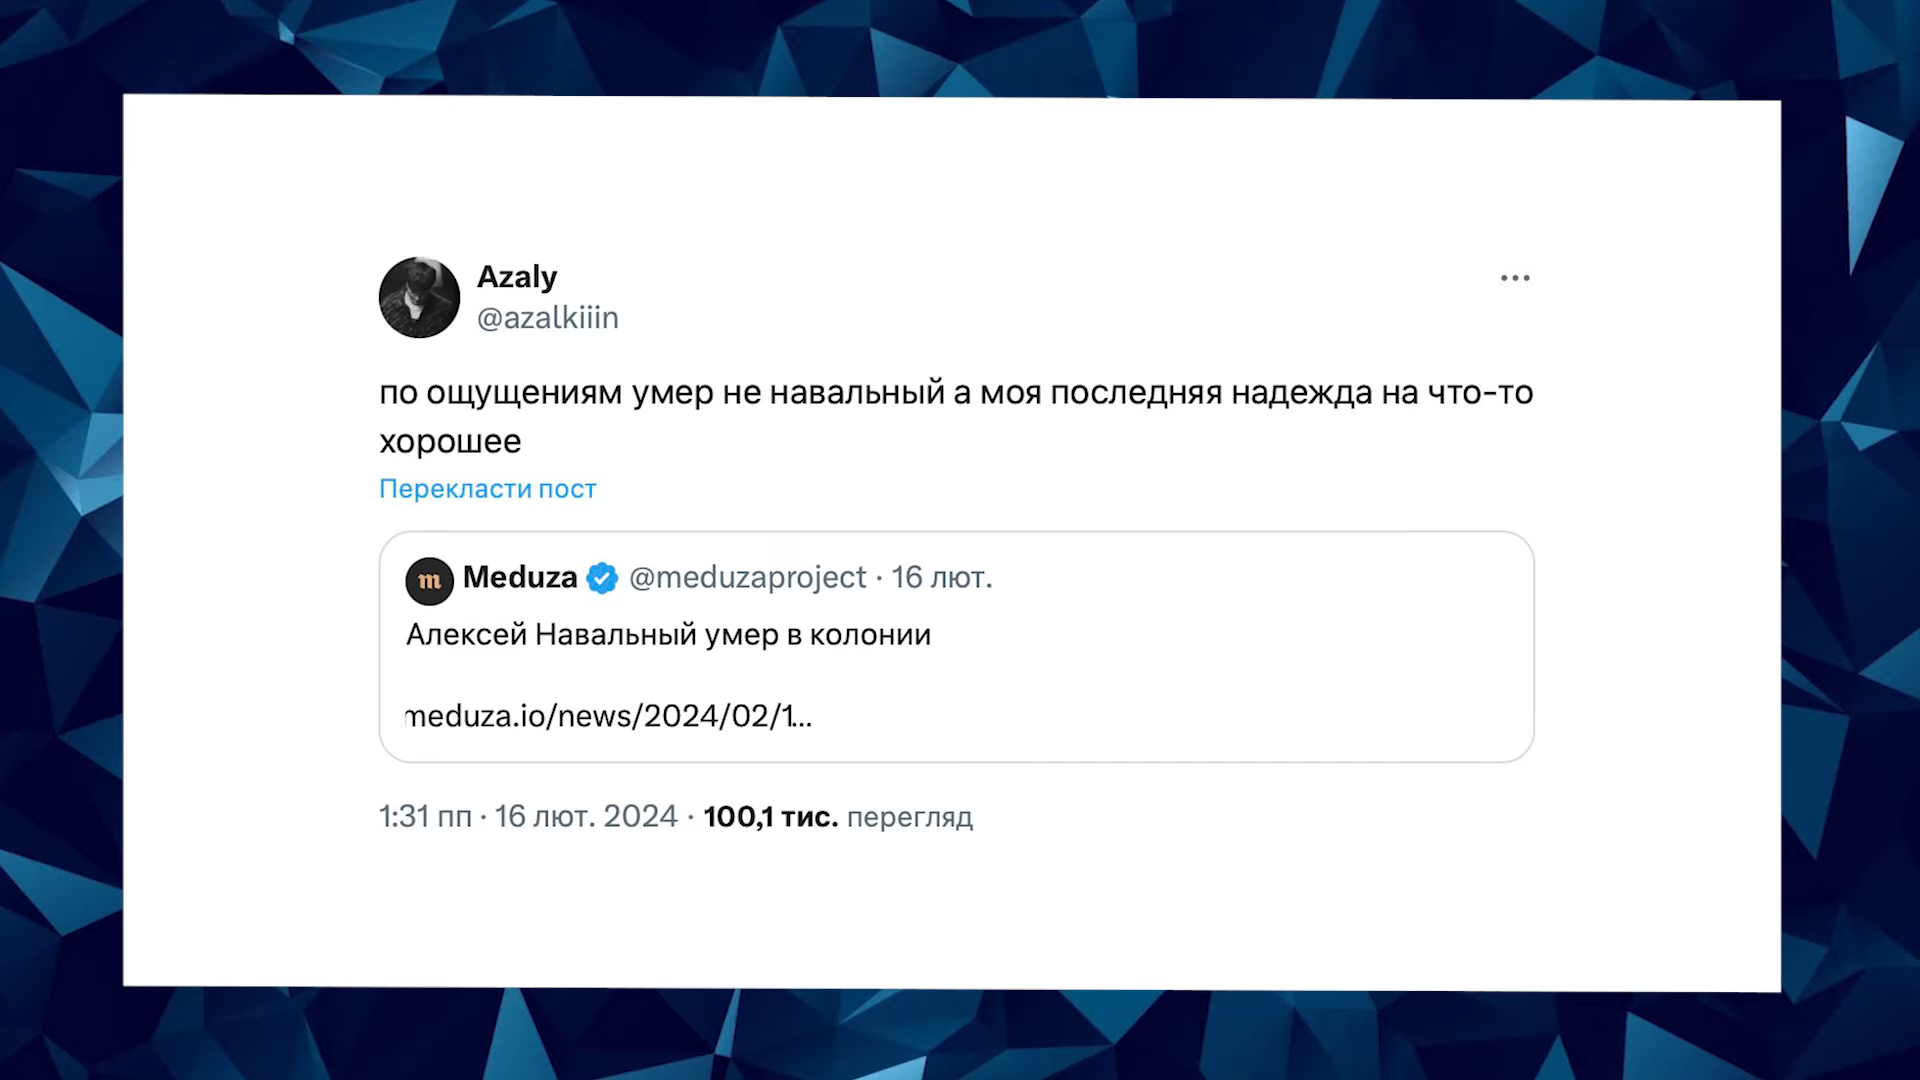 Azaly
@azalkiiin
по ощущениям умер не навальный а моя последняя надежда на что-то
хорошее
Перекласти пост
m Meduza @meduzaproject · 16 лют.
Алексей Навальный умер в колонии
meduza.io/news/2024/02/1...
1:31 пп · 16 лют. 2024 · 100,1 тис. перегляд